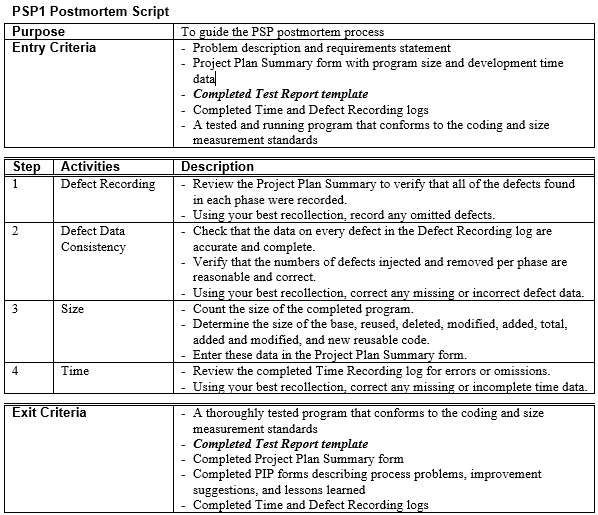 PSP1 Postmortem Script
Purpose To guide the PSP postmortem process
Entry Criteria - Problem description and requirements statement
- Project Plan Summary form with program size and development time
data
- Completed Test Report template
- Completed Time and Defect Recording logs
- A tested and running program that conforms to the coding and size
measurement standards
Step Activities Description
1 Defect Recording - Review the Project Plan Summary to verify that all of the defects found
in each phase were recorded.
- Using your best recollection, record any omitted defects.
2 Defect Data - Check that the data on every defect in the Defect Recording log are
Consistency accurate and complete.
- Verify that the numbers of defects injected and removed per phase are
reasonable and correct.
- Using your best recollection, correct any missing or incorrect defect data.
3 Size - Count the size of the completed program.
- Determine the size of the base, reused, deleted, modified, added, total,
added and modified, and new reusable code.
- Enter these data in the Project Plan Summary form.
4 Time - Review the completed Time Recording log for errors or omissions.
- Using your best recollection, correct any missing or incomplete time data.
Exit Criteria - A thoroughly tested program that conforms to the coding and size
measurement standards
- Completed Test Report template
- Completed Project Plan Summary form
- Completed PIP forms describing process problems, improvement
suggestions, and lessons learned
- Completed Time and Defect Recording logs